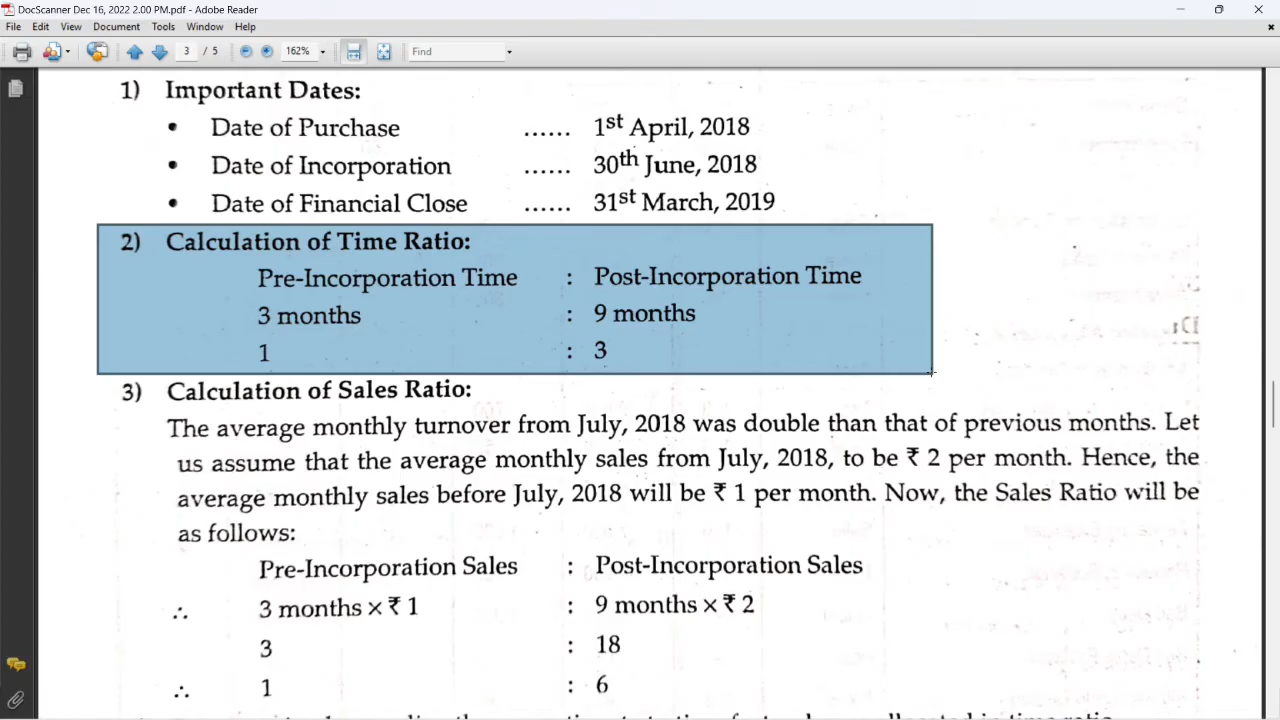 DocScanner Dec 16, 2022 2.00 PM.pdf - Adobe Reader
File Edit View Document Tools Window Help
3 / 5 162% Find
1) Important Dates:
• Date of Purchase ...... 1st April, 2018
• Date of Incorporation ...... 30th June, 2018
• Date of Financial Close ...... 31st March, 2019
2) Calculation of Time Ratio:
Pre-Incorporation Time : Post-Incorporation Time
3 months : 9 months
1 : 3
3) Calculation of Sales Ratio:
The average monthly turnover from July, 2018 was double than that of previous months. Let
us assume that the average monthly sales from July, 2018, to be ₹ 2 per month. Hence, the
average monthly sales before July, 2018 will be ₹ 1 per month. Now, the Sales Ratio will be
as follows:
Pre-Incorporation Sales : Post-Incorporation Sales
∴ 3 months × ₹ 1 : 9 months × ₹ 2
3 : 18
∴ 1 : 6